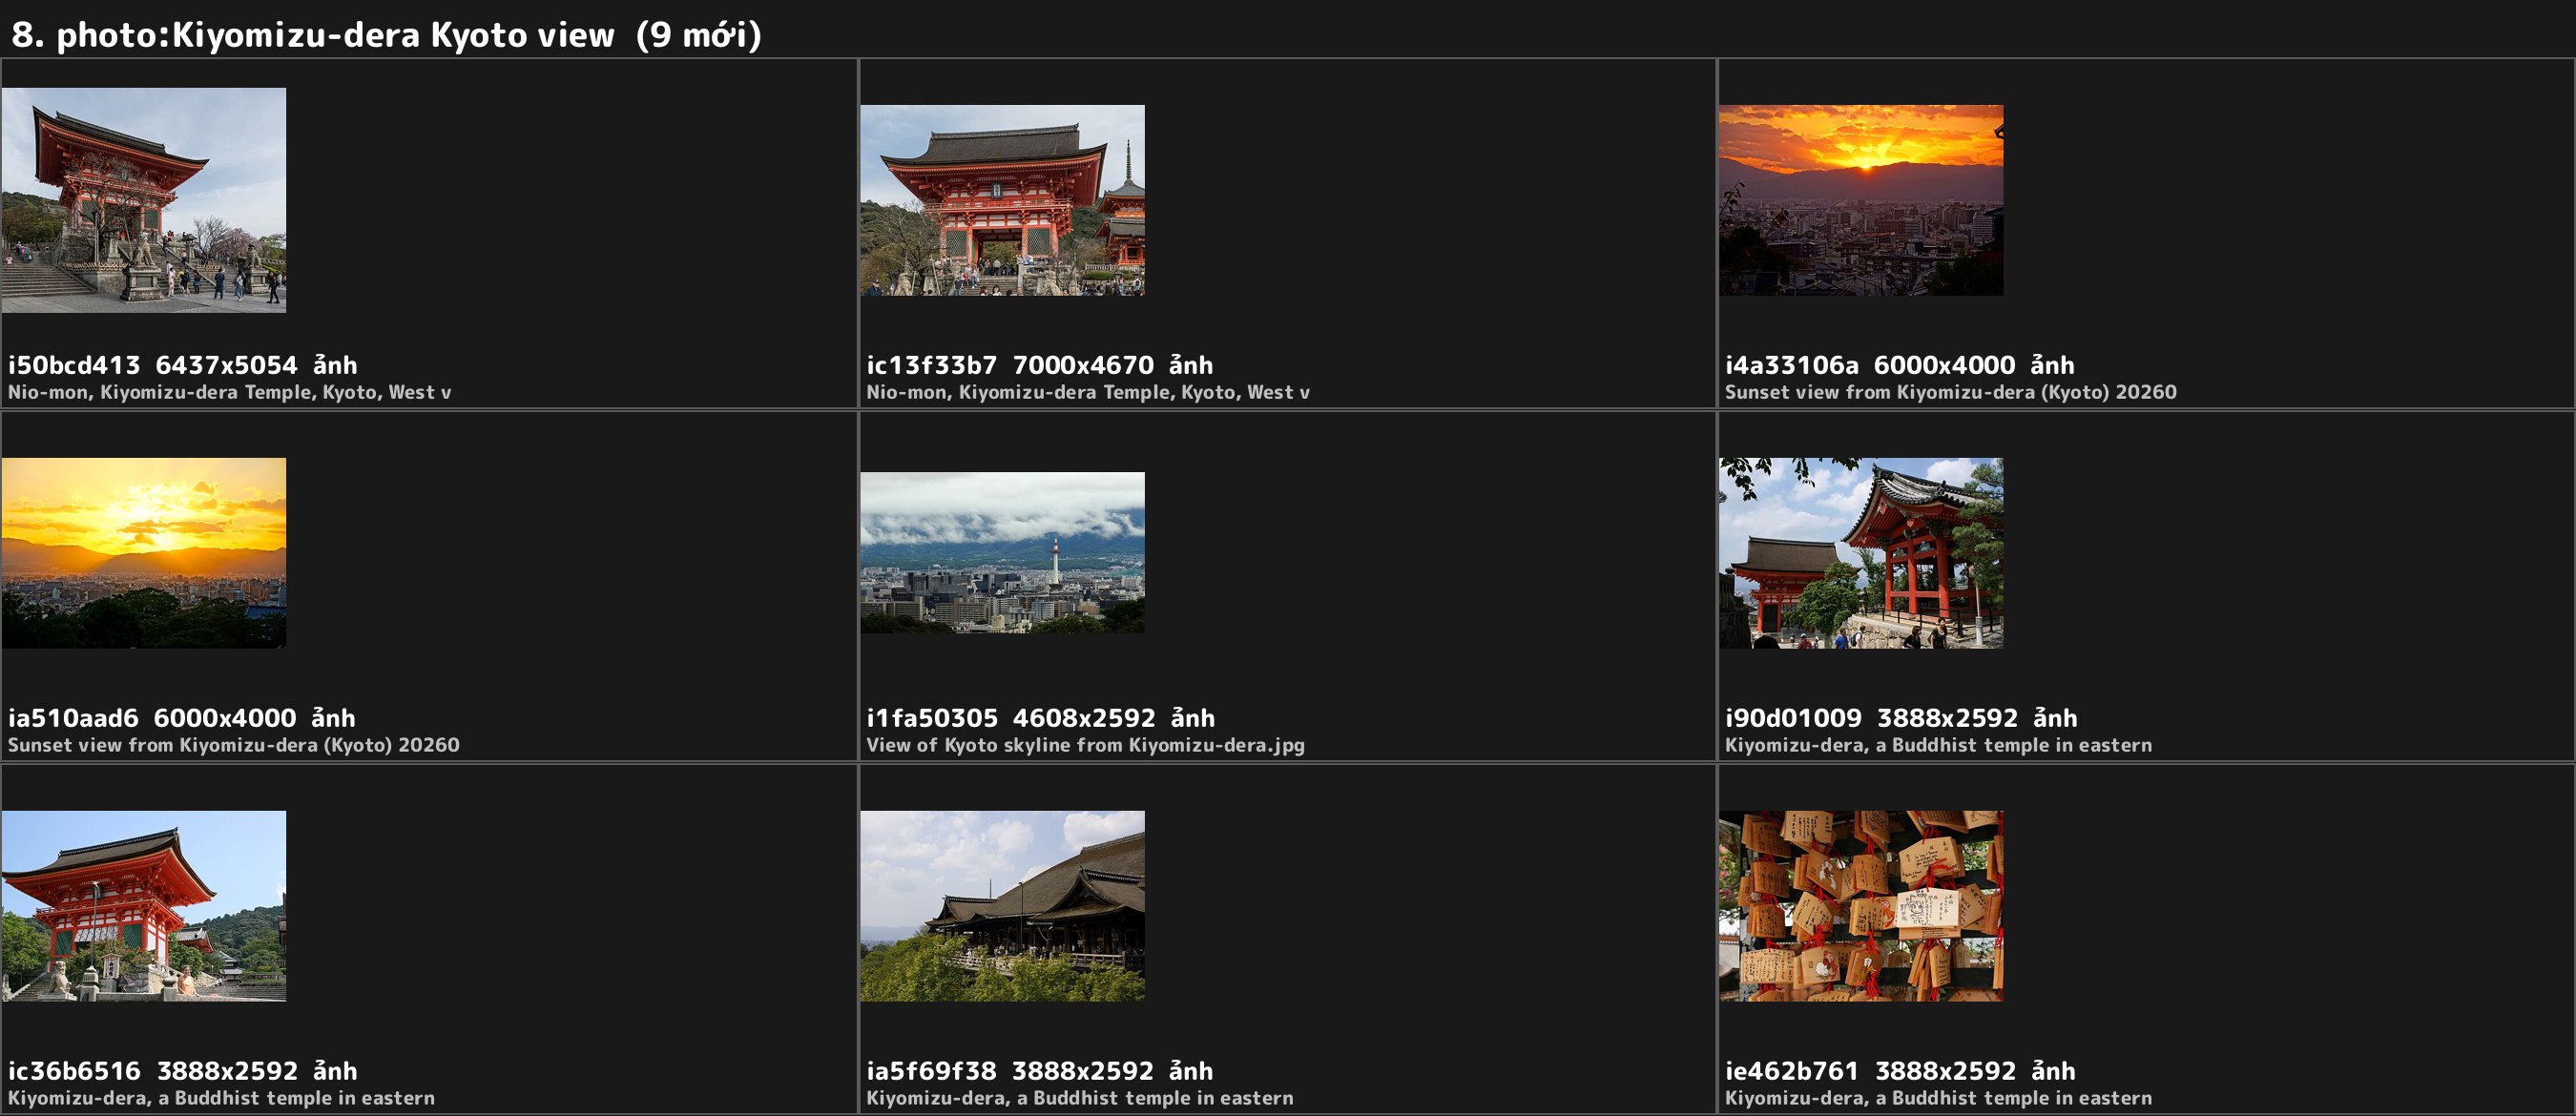 8. photo:Kiyomizu-dera Kyoto view (9 mới)
i50bcd413 6437x5054 ảnh
Nio-mon, Kiyomizu-dera Temple, Kyoto, West v
ic13f33b7 7000x4670 ảnh
Nio-mon, Kiyomizu-dera Temple, Kyoto, West v
i4a33106a 6000x4000 ảnh
Sunset view from Kiyomizu-dera (Kyoto) 20260
ia510aad6 6000x4000 ảnh
Sunset view from Kiyomizu-dera (Kyoto) 20260
i1fa50305 4608x2592 ảnh
View of Kyoto skyline from Kiyomizu-dera.jpg
i90d01009 3888x2592 ảnh
Kiyomizu-dera, a Buddhist temple in eastern
ic36b6516 3888x2592 ảnh
Kiyomizu-dera, a Buddhist temple in eastern
ia5f69f38 3888x2592 ảnh
Kiyomizu-dera, a Buddhist temple in eastern
ie462b761 3888x2592 ảnh
Kiyomizu-dera, a Buddhist temple in eastern